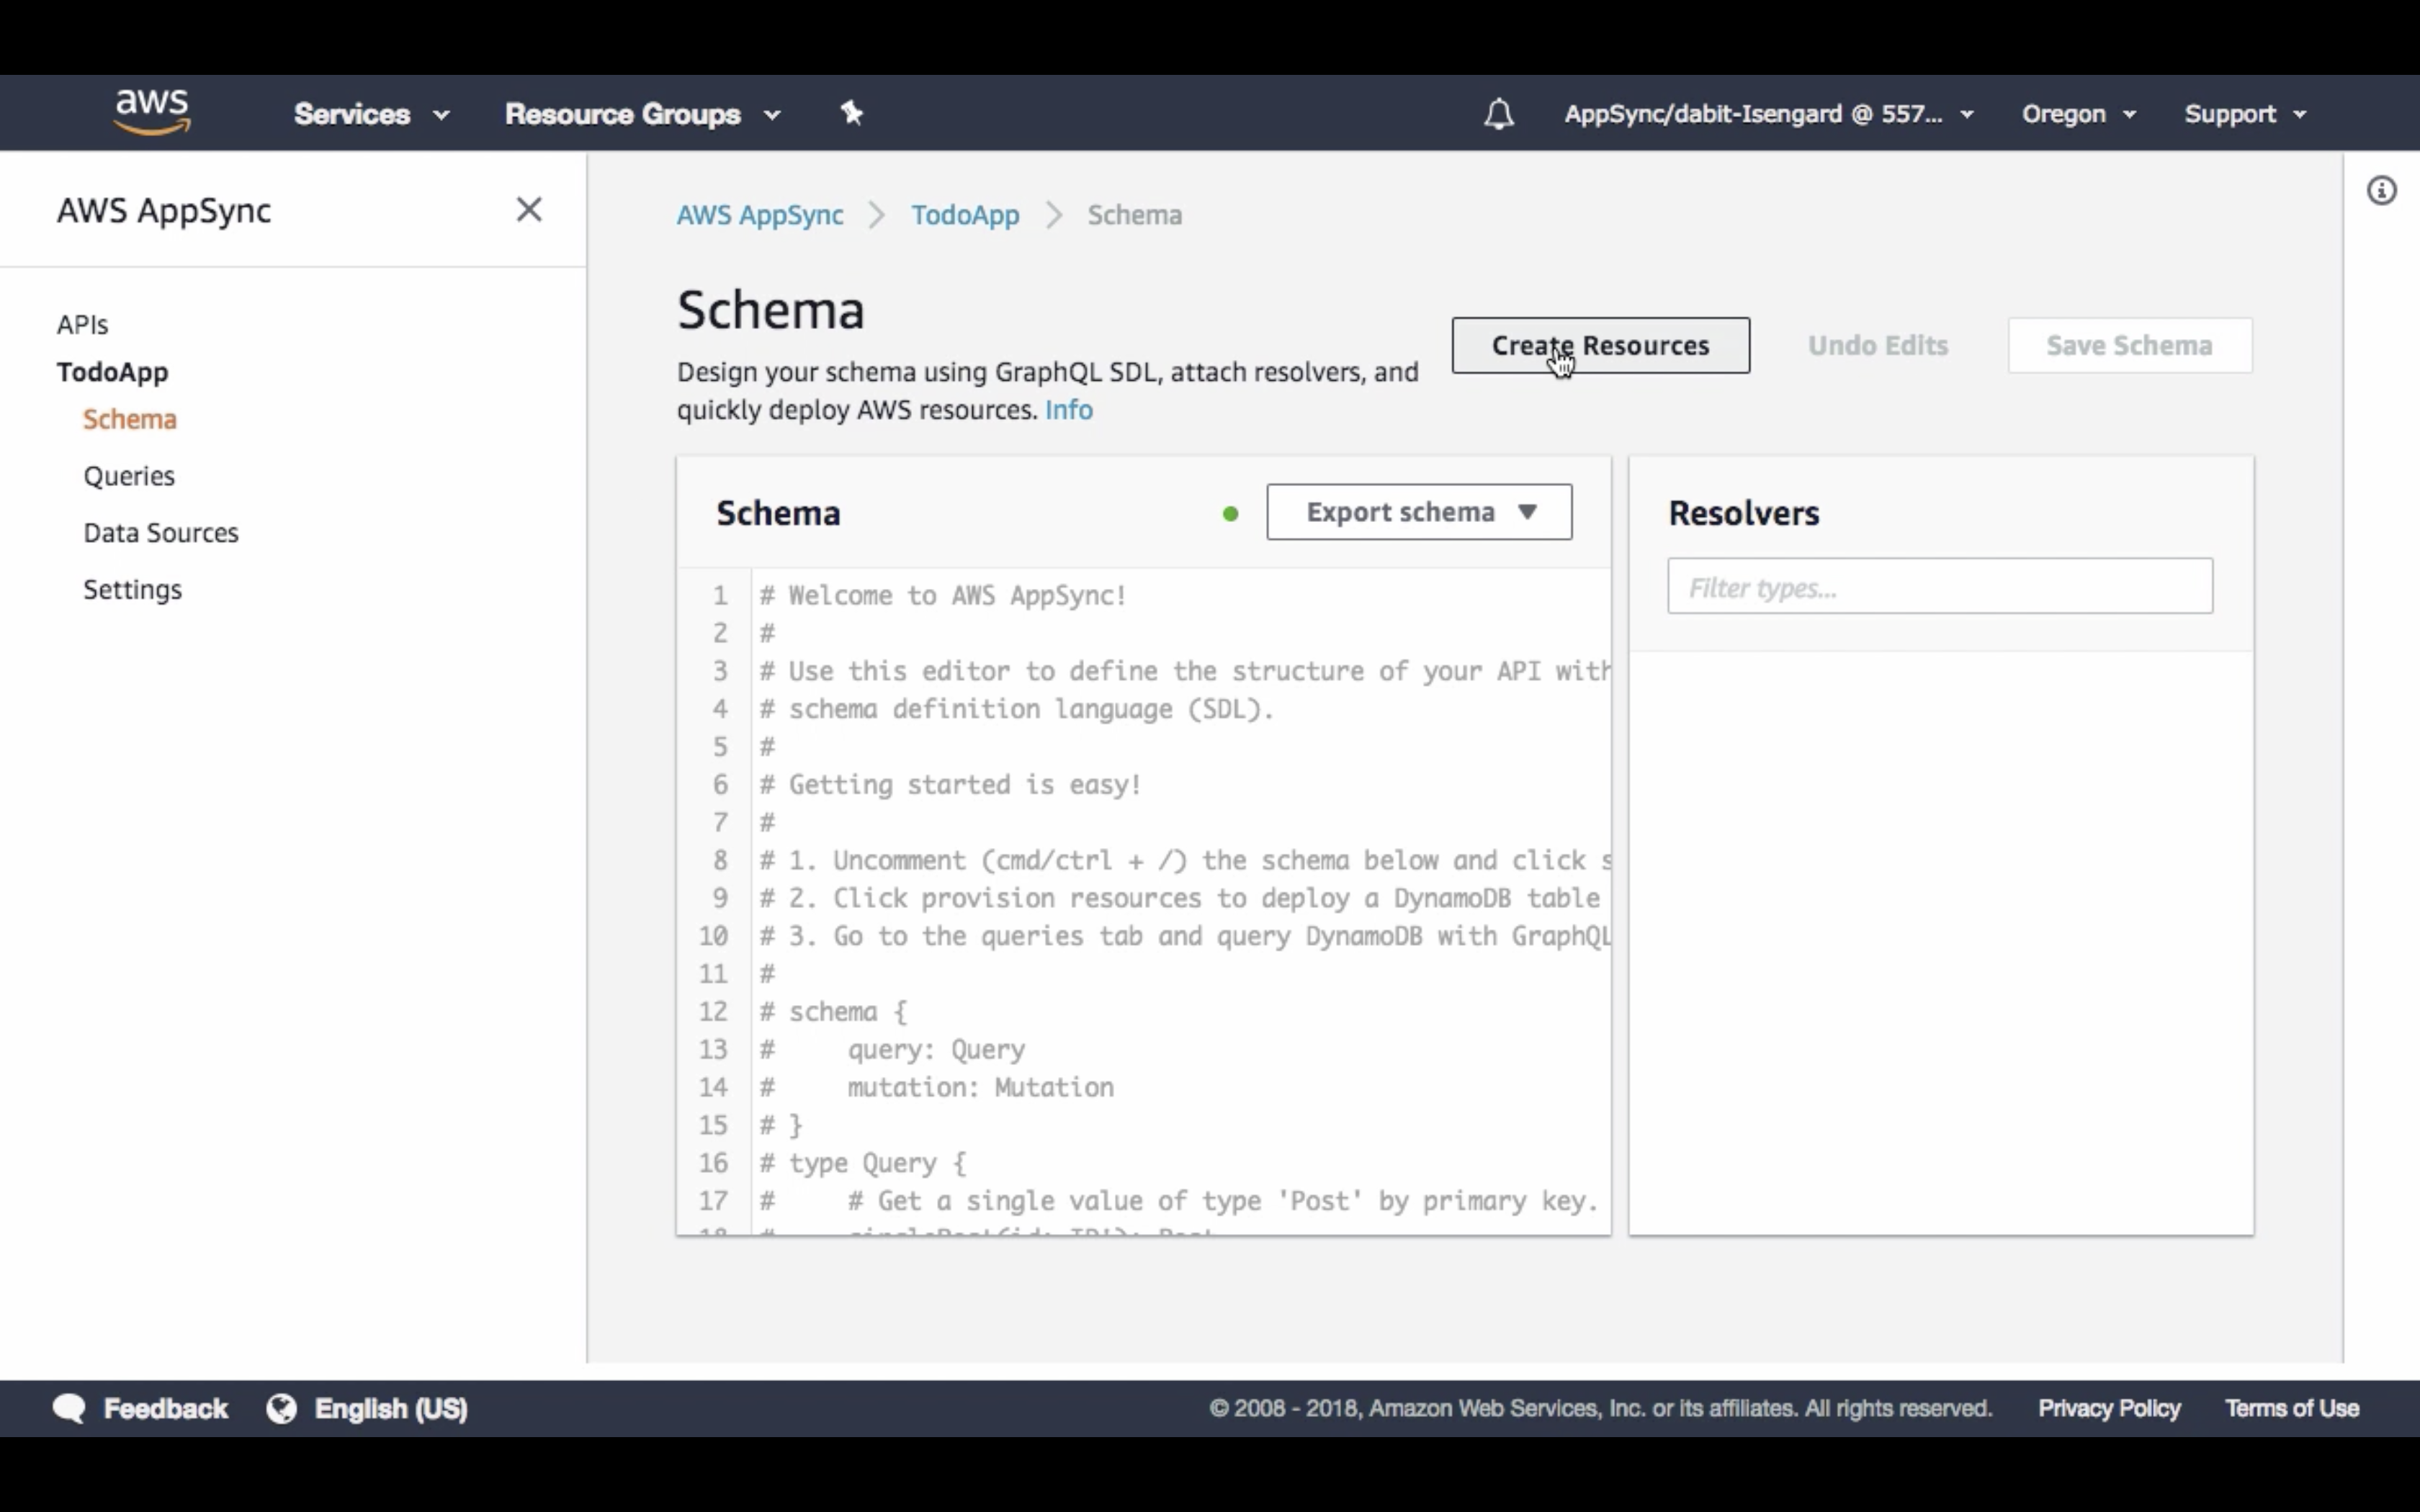 aws
Services
Resource Groups
AppSync/dabit-Isengard @ 557...
Oregon
Support
AWS AppSync
APIs
TodoApp
Schema
Queries
Data Sources
Settings
AWS AppSync
TodoApp
Schema
Schema
Design your schema using GraphQL SDL, attach resolvers, and
quickly deploy AWS resources. Info
Create Resources
Undo Edits
Save Schema
Schema
Export schema
1 # Welcome to AWS AppSync!
2 #
3 # Use this editor to define the structure of your API with
4 # schema definition language (SDL).
5 #
6 # Getting started is easy!
7 #
8 # 1. Uncomment (cmd/ctrl + /) the schema below and click s
9 # 2. Click provision resources to deploy a DynamoDB table
10 # 3. Go to the queries tab and query DynamoDB with GraphQL
11 #
12 # schema {
13 #     query: Query
14 #     mutation: Mutation
15 # }
16 # type Query {
17 #     # Get a single value of type 'Post' by primary key.
Resolvers
Filter types...
Feedback
English (US)
© 2008 - 2018, Amazon Web Services, Inc. or its affiliates. All rights reserved.
Privacy Policy
Terms of Use